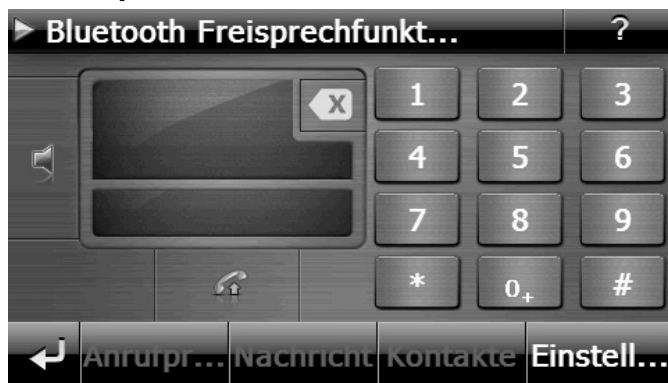 Bluetooth Freisprechfunkt... ?
X 1 2 3
4 5 6
7 8 9
* 0+ #
Anrufpr... Nachricht Kontakte Einstell...